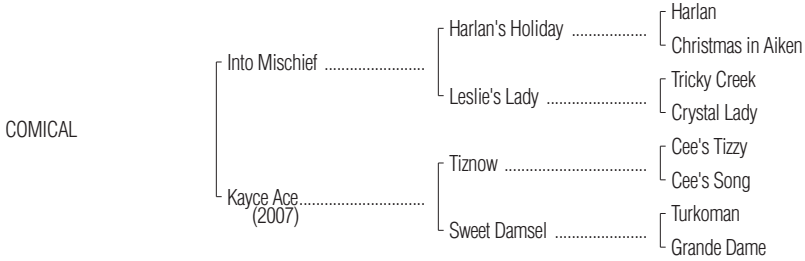 Harlan
Harlan's Holiday ..................
Christmas in Aiken
Into Mischief ........................
Tricky Creek
Leslie's Lady ........................
Crystal Lady
COMICAL
Cee's Tizzy
Tiznow ..................................
Cee's Song
Kayce Ace..............................
(2007)
Turkoman
Sweet Damsel ......................
Grande Dame